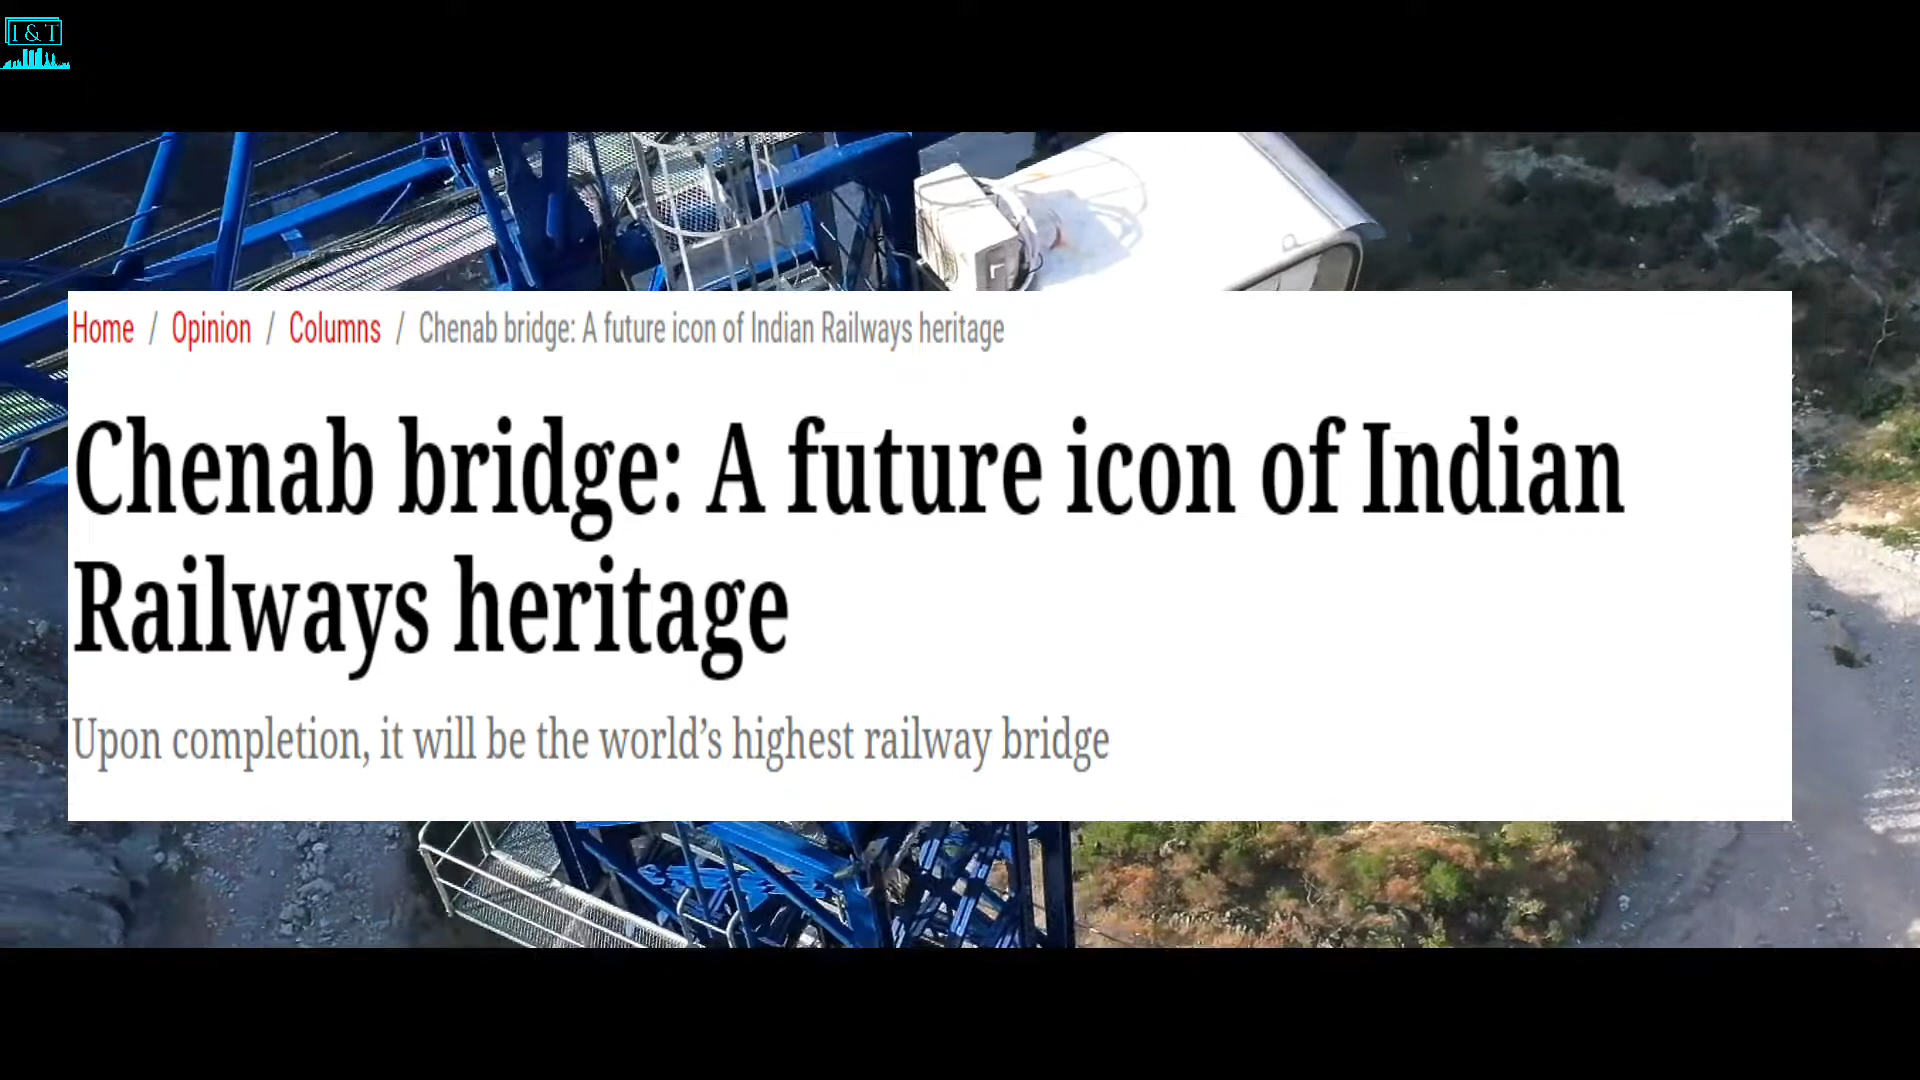 I & T
Home / Opinion / Columns / Chenab bridge: A future icon of Indian Railways heritage
Chenab bridge: A future icon of Indian
Railways heritage
Upon completion, it will be the world’s highest railway bridge